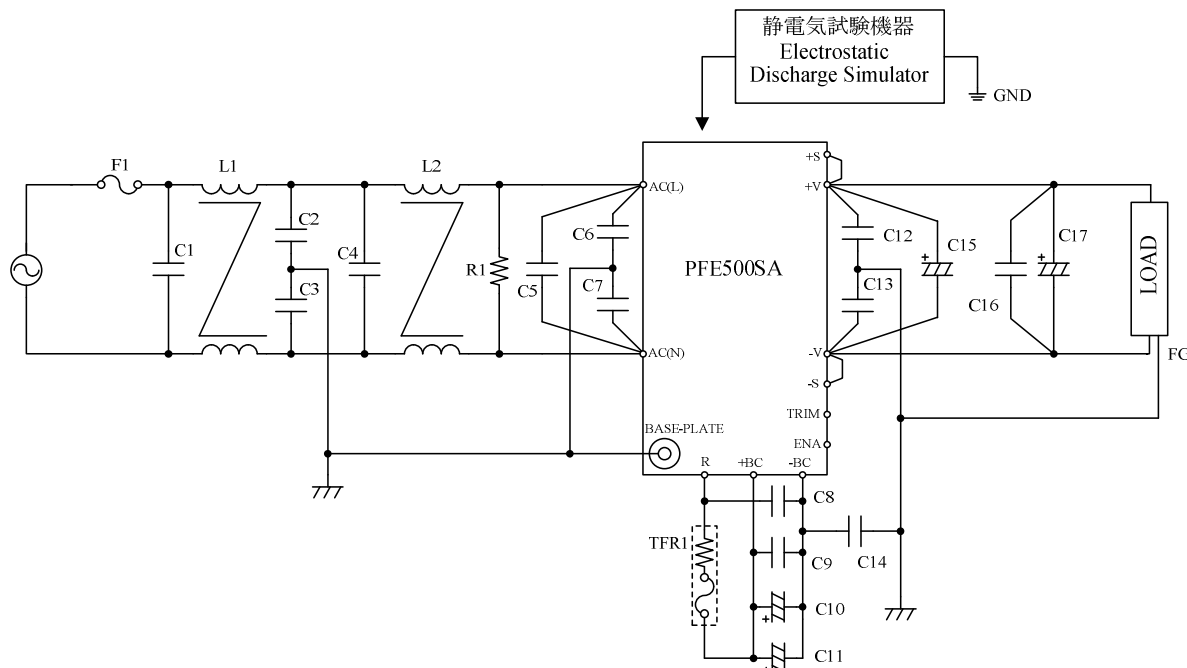 静電気試験機器
Electrostatic
Discharge Simulator
GND
F1
L1
L2
C1
C2
C3
C4
R1
C5
C6
C7
AC(L)
AC(N)
PFE500SA
BASE-PLATE
R
+BC
-BC
+S
+V
-V
-S
TRIM
ENA
C12
C13
C15
C16
C17
LOAD
FG
C8
C9
C10
C11
C14
TFR1
+
+
+
+